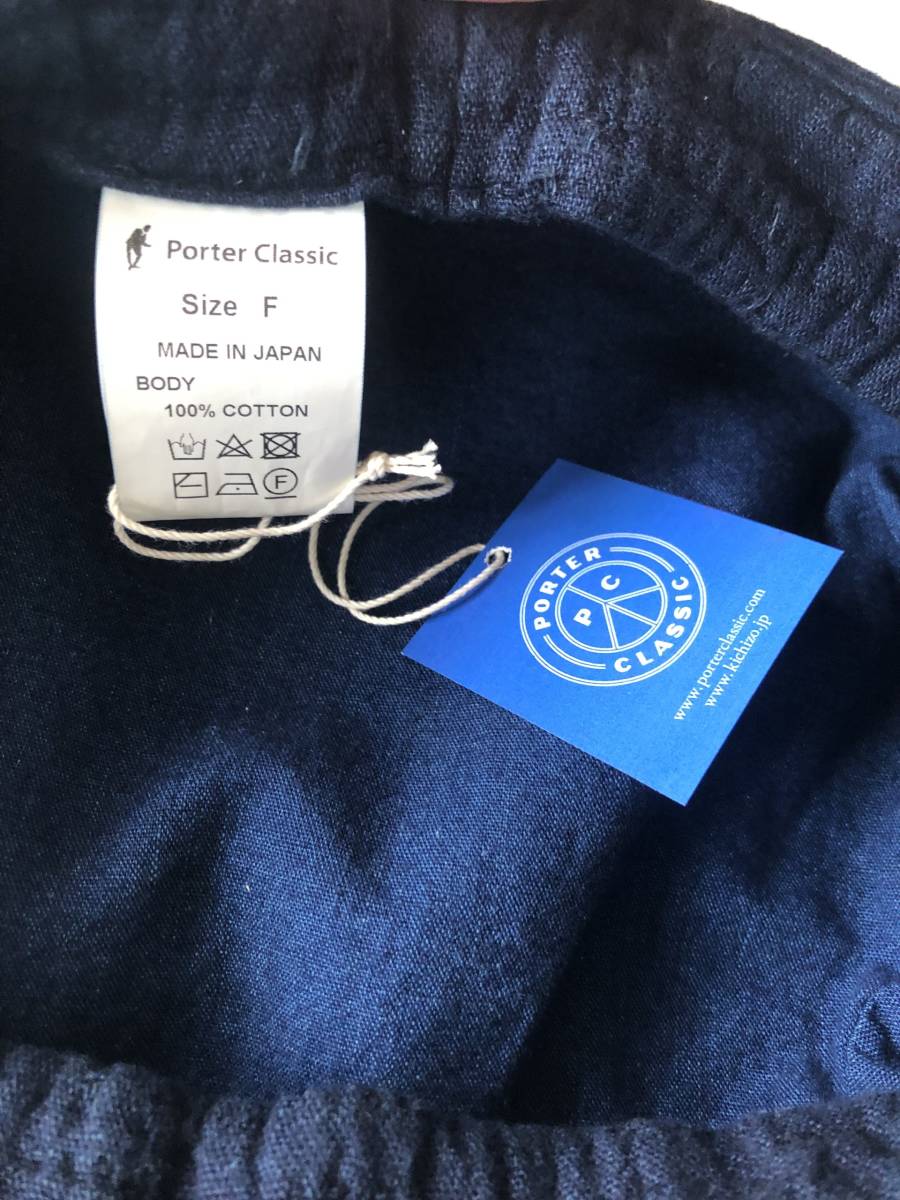 Porter Classic
Size F
MADE IN JAPAN
BODY
100% COTTON
F
PORTER
P C
CLASSIC
www.porterclassic.com
www.kichizo.jp